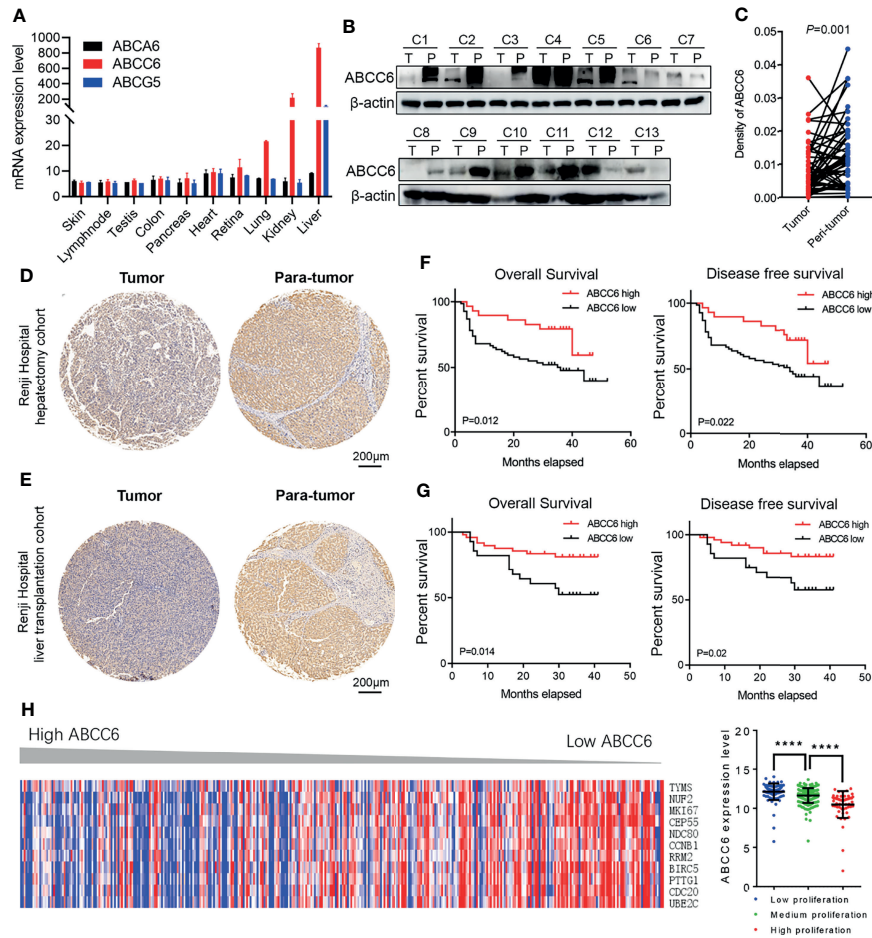 A
ABCA6
ABCC6
ABCG5
mRNA expression level
1000
800
600
400
200
30
20
10
0
Skin
Lymphnode
Testis
Colon
Pancreas
Heart
Retina
Lung
Kidney
Liver
B
C1 C2 C3 C4 C5 C6 C7
T P T P T P T P T P T P T P
ABCC6
β-actin
C8 C9 C10 C11 C12 C13
T P T P T P T P T P T P
ABCC6
β-actin
C
P=0.001
Density of ABCC6
0.05
0.04
0.03
0.02
0.01
0.00
Tumor
Peri-tumor
D
Tumor Para-tumor
Renji Hospital
hepatectomy cohort
200μm
E
Tumor Para-tumor
Renji Hospital
liver transplantation cohort
200μm
F
Overall Survival
ABCC6 high
ABCC6 low
Percent survival
100
50
0
P=0.012
0 20 40 60
Months elapsed
Disease free survival
ABCC6 high
ABCC6 low
Percent survival
100
50
0
P=0.022
0 20 40 60
Months elapsed
G
Overall Survival
ABCC6 high
ABCC6 low
Percent survival
100
50
0
P=0.014
0 10 20 30 40 50
Months elapsed
Disease free survival
ABCC6 high
ABCC6 low
Percent survival
100
50
0
P=0.02
0 10 20 30 40 50
Months elapsed
H
High ABCC6 Low ABCC6
TYMS
NUF2
MKI67
CEP55
NDC80
CCNB1
RRM2
BIRC5
PTTG1
CDC20
UBE2C
ABCC6 expression level
20
15
10
5
0
**** ****
Low proliferation
Medium proliferation
High proliferation